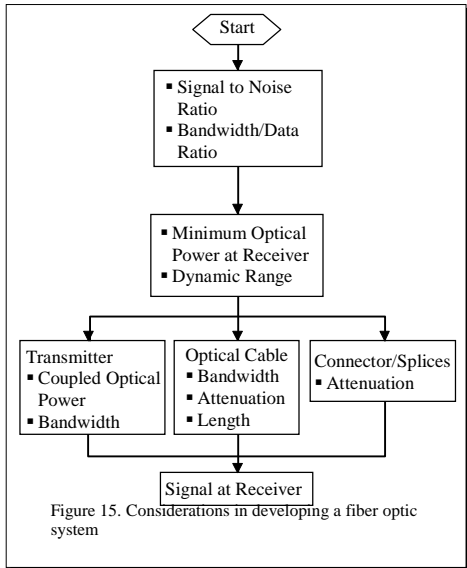 Start
▪ Signal to Noise
Ratio
▪ Bandwidth/Data
Ratio
▪ Minimum Optical
Power at Receiver
▪ Dynamic Range
Transmitter
▪ Coupled Optical
Power
▪ Bandwidth
Optical Cable
▪ Bandwidth
▪ Attenuation
▪ Length
Connector/Splices
▪ Attenuation
Signal at Receiver
Figure 15. Considerations in developing a fiber optic
system